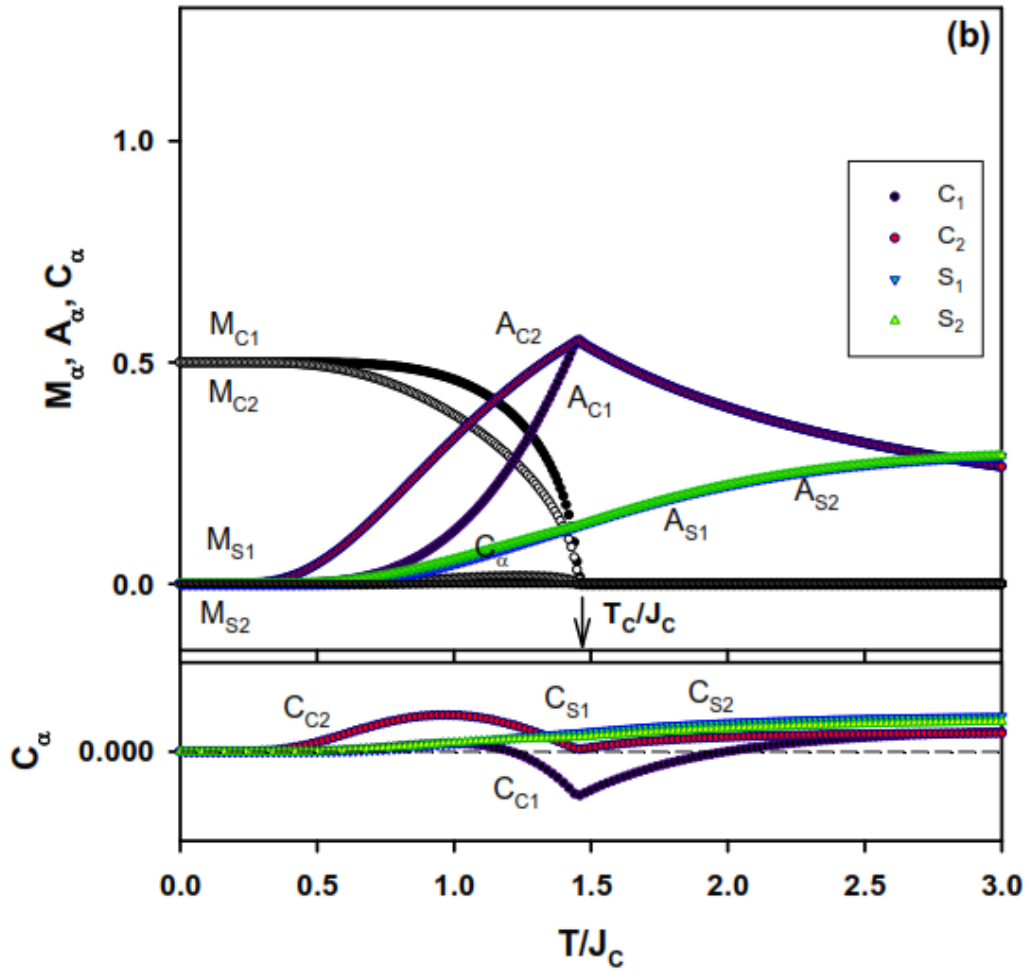 (b)
1.0
0.5
0.0
M_α, A_α, C_α
C_1
C_2
S_1
S_2
M_C1
M_C2
A_C2
A_C1
M_S1
M_S2
C_α
A_S1
A_S2
T_C/J_C
C_α
0.000
C_C2
C_S1
C_S2
C_C1
0.0 0.5 1.0 1.5 2.0 2.5 3.0
T/J_C